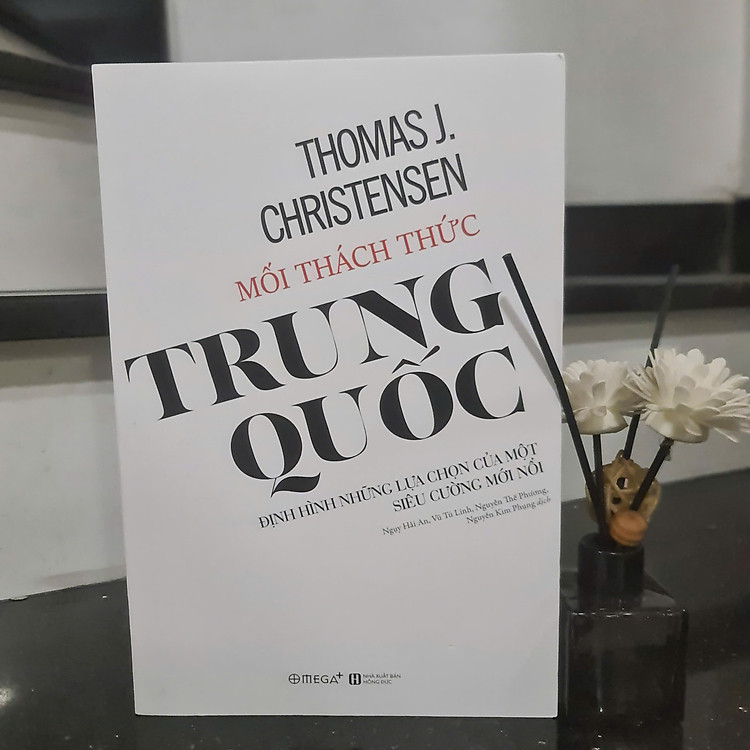 THOMAS J.
CHRISTENSEN
MỐI THÁCH THỨC
TRUNG
QUỐC
ĐỊNH HÌNH NHỮNG LỰA CHỌN CỦA MỘT
SIÊU CƯỜNG MỚI NỔI
Ngụy Hải An, Vũ Tú Linh, Nguyễn Thế Phương,
Nguyễn Kim Phụng dịch
OMEGA+
NHÀ XUẤT BẢN
HỒNG ĐỨC